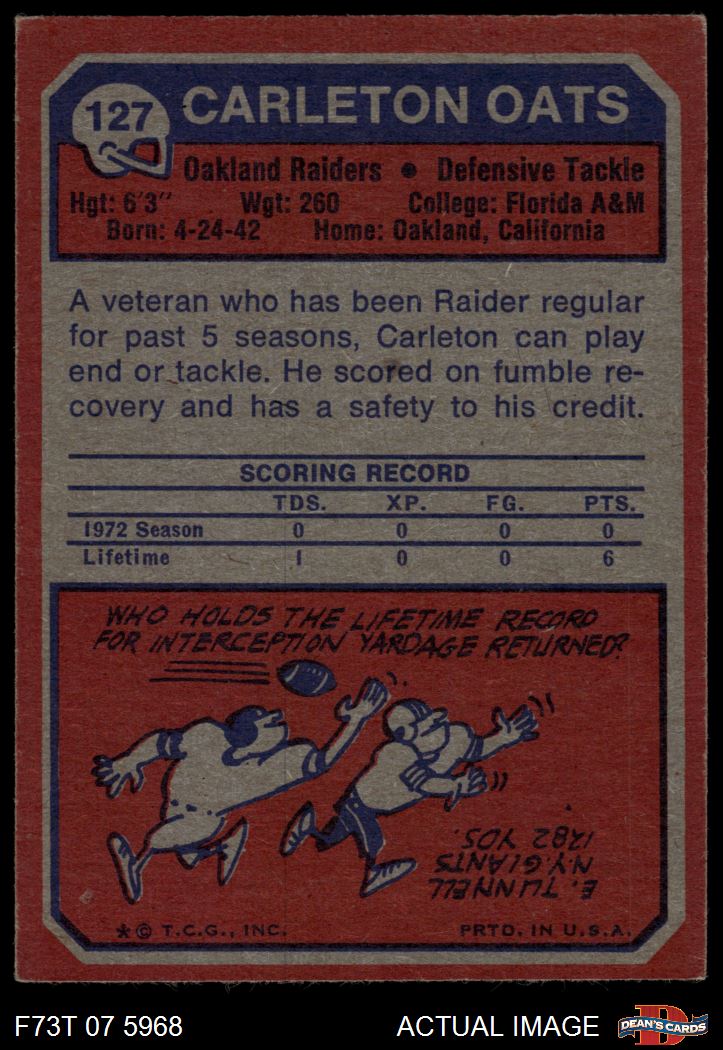 127
CARLETON OATS
Oakland Raiders • Defensive Tackle
Hgt: 6'3" Wgt: 260 College: Florida A&M
Born: 4-24-42 Home: Oakland, California
A veteran who has been Raider regular
for past 5 seasons, Carleton can play
end or tackle. He scored on fumble re-
covery and has a safety to his credit.
SCORING RECORD
TDS. XP. FG. PTS.
1972 Season 0 0 0 0
Lifetime 1 0 0 6
WHO HOLDS THE LIFETIME RECORD
FOR INTERCEPTION YARDAGE RETURNED?
E. TUNNELL
N.Y. GIANTS
1282 YDS.
* © T.C.G., INC. PRTD. IN U.S.A.
F73T 07 5968 ACTUAL IMAGE
D
DEAN'S CARDS